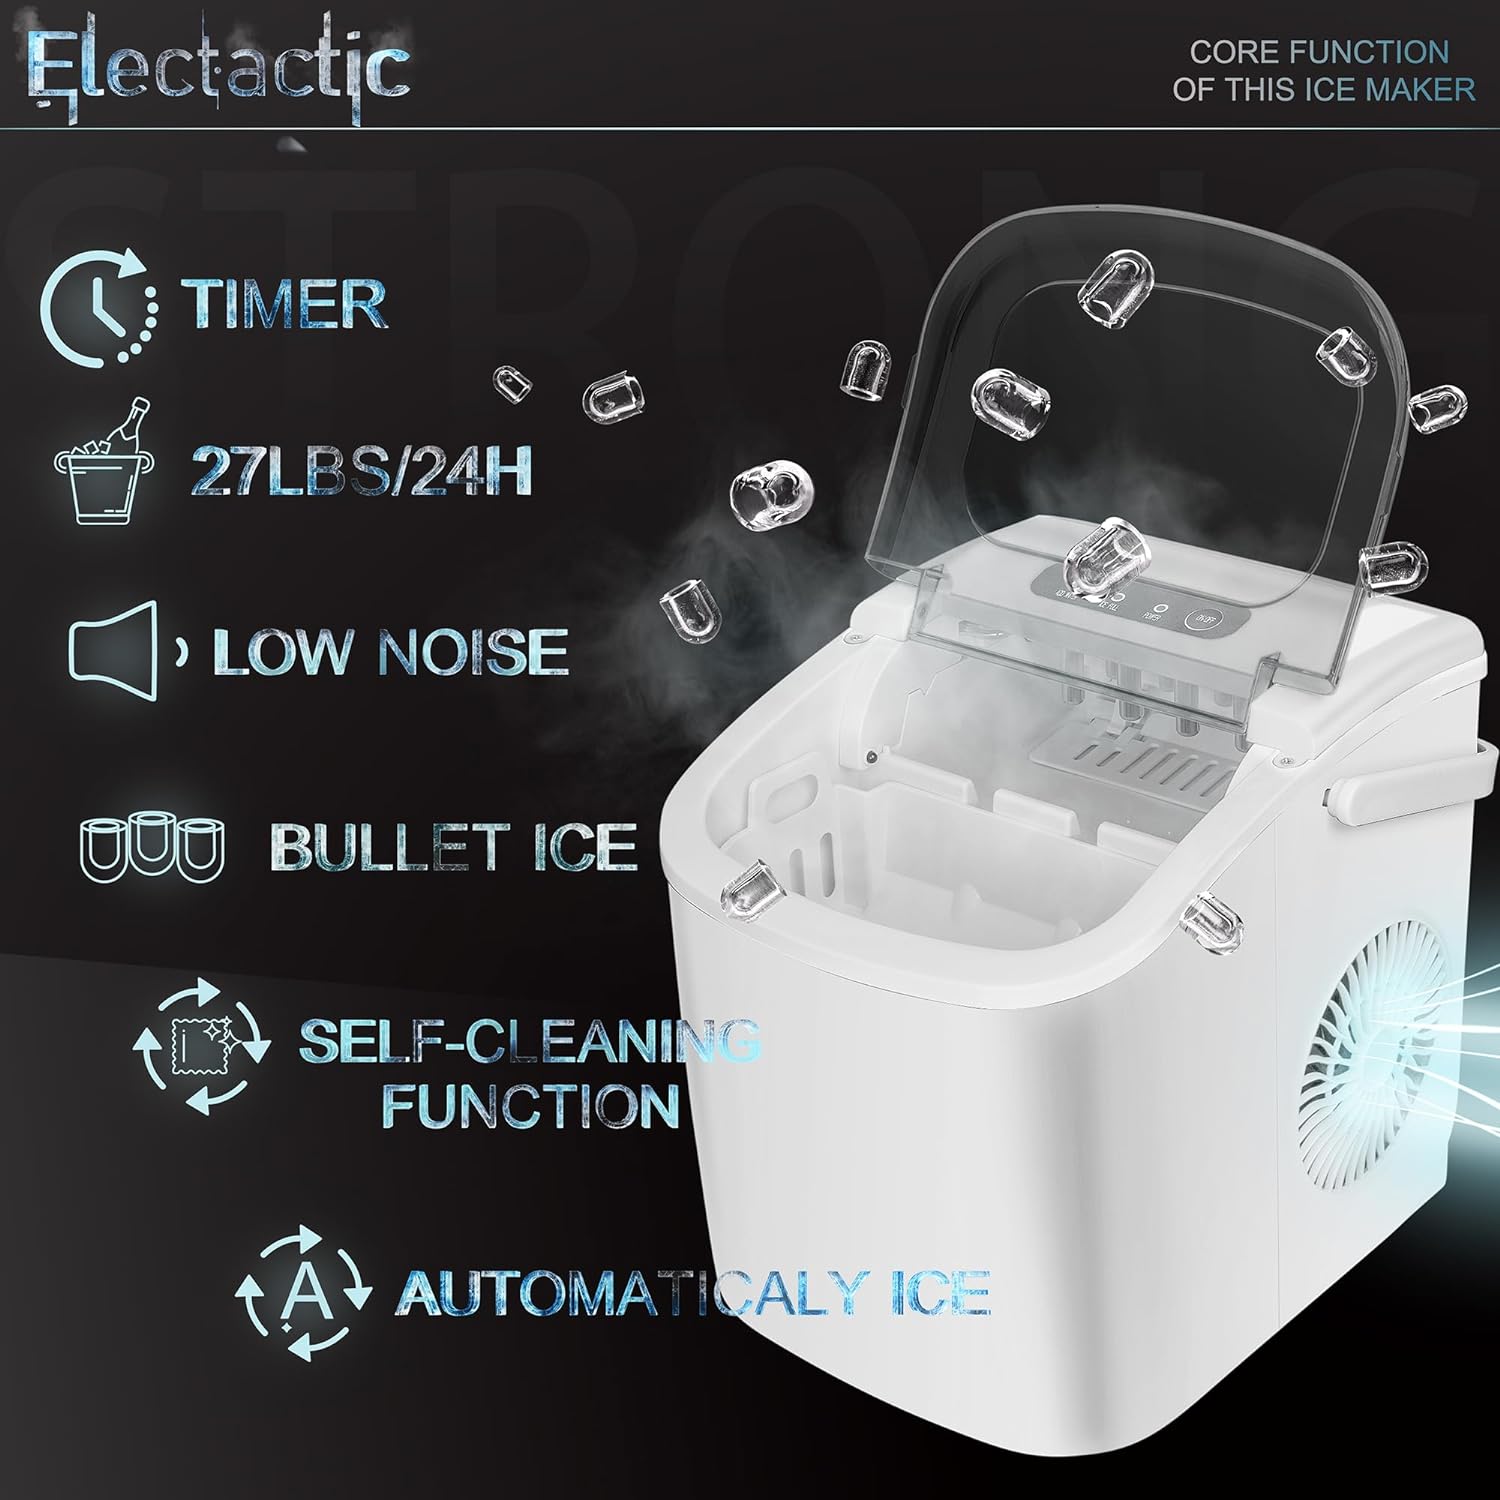 Electactic
CORE FUNCTION
OF THIS ICE MAKER
STRONG
TIMER
27LBS/24H
LOW NOISE
BULLET ICE
SELF-CLEANING
FUNCTION
A
AUTOMATICALY ICE
POWER
ON/OFF